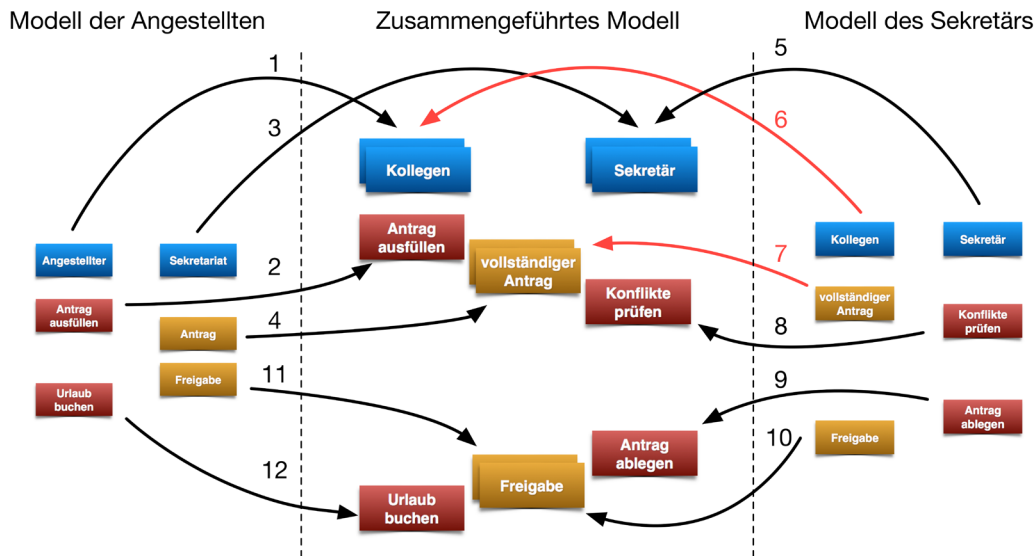 Modell der Angestellten
Zusammengeführtes Modell
Modell des Sekretärs
1
3
5
6
Kollegen
Sekretär
Angestellter
Sekretariat
Antrag
ausfüllen
vollständiger
Antrag
Kollegen
Sekretär
2
7
Antrag
ausfüllen
Antrag
4
Konflikte
prüfen
vollständiger
Antrag
Konflikte
prüfen
8
Freigabe
11
9
Urlaub
buchen
Antrag
ablegen
Freigabe
Antrag
ablegen
10
12
Urlaub
buchen
Freigabe